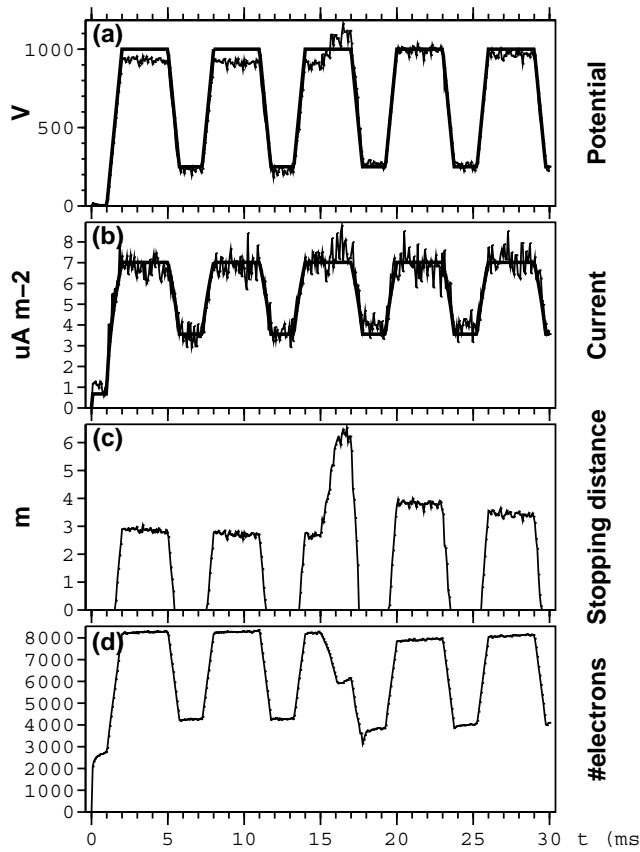 (a)
1000
500
0
V
Potential
(b)
8
7
6
5
4
3
2
1
0
uA m−2
Current
(c)
6
5
4
3
2
1
0
m
Stopping distance
(d)
8000
7000
6000
5000
4000
3000
2000
1000
0
#electrons
0 5 10 15 20 25 30 t (ms